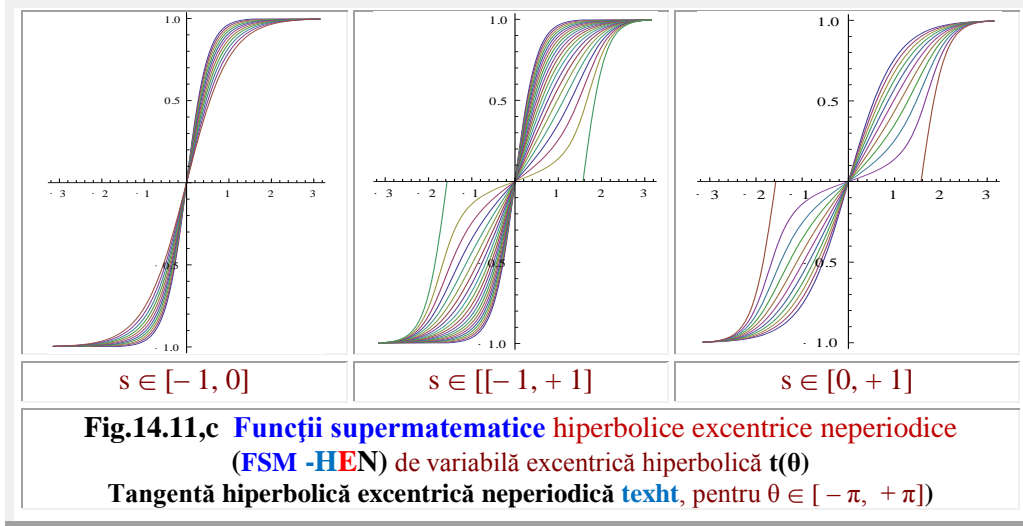 1.0
0.5
- 3 - 2 - 1 1 2 3
- 0.5
- 1.0
1.0
0.5
- 3 - 2 - 1 1 2 3
- 0.5
- 1.0
1.0
0.5
- 3 - 2 - 1 1 2 3
- 0.5
- 1.0
s ∈ [– 1, 0]
s ∈ [[– 1, + 1]
s ∈ [0, + 1]
Fig.14.11,c Funcţii supermatematice hiperbolice excentrice neperiodice
(FSM -HEN) de variabilă excentrică hiperbolică t(θ)
Tangentă hiperbolică excentrică neperiodică texht, pentru θ ∈ [ – π, + π])